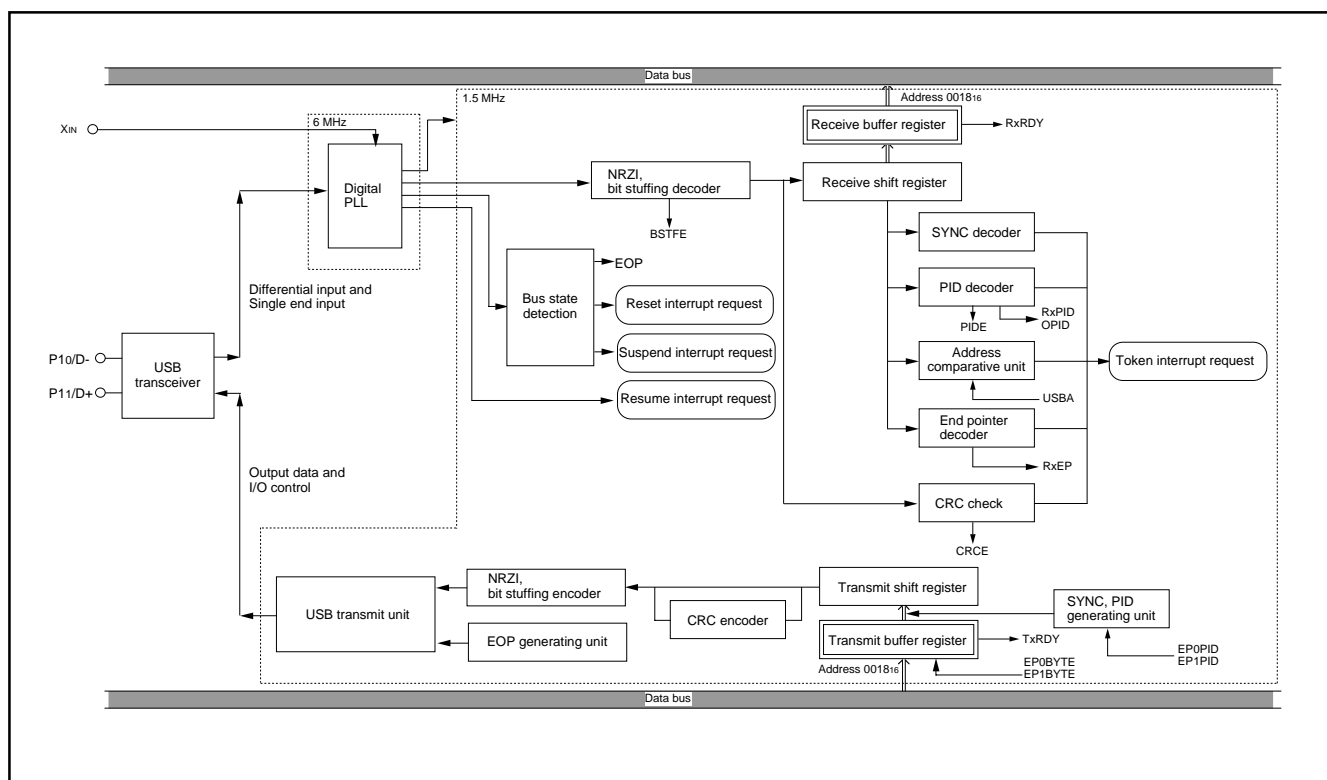 Data bus
1.5 MHz
Address 001816
XIN
6 MHz
Receive buffer register
RxRDY
Digital
PLL
NRZI,
bit stuffing decoder
Receive shift register
BSTFE
SYNC decoder
EOP
Bus state
detection
Reset interrupt request
PID decoder
Differential input and
Single end input
RxPID
OPID
PIDE
Suspend interrupt request
Address
comparative unit
Token interrupt request
P10/D-
P11/D+
USB
transceiver
Resume interrupt request
USBA
End pointer
decoder
RxEP
Output data and
I/O control
CRC check
CRCE
NRZI,
bit stuffing encoder
Transmit shift register
USB transmit unit
CRC encoder
SYNC, PID
generating unit
EOP generating unit
Transmit buffer register
TxRDY
EP0PID
EP1PID
Address 001816
EP0BYTE
EP1BYTE
Data bus